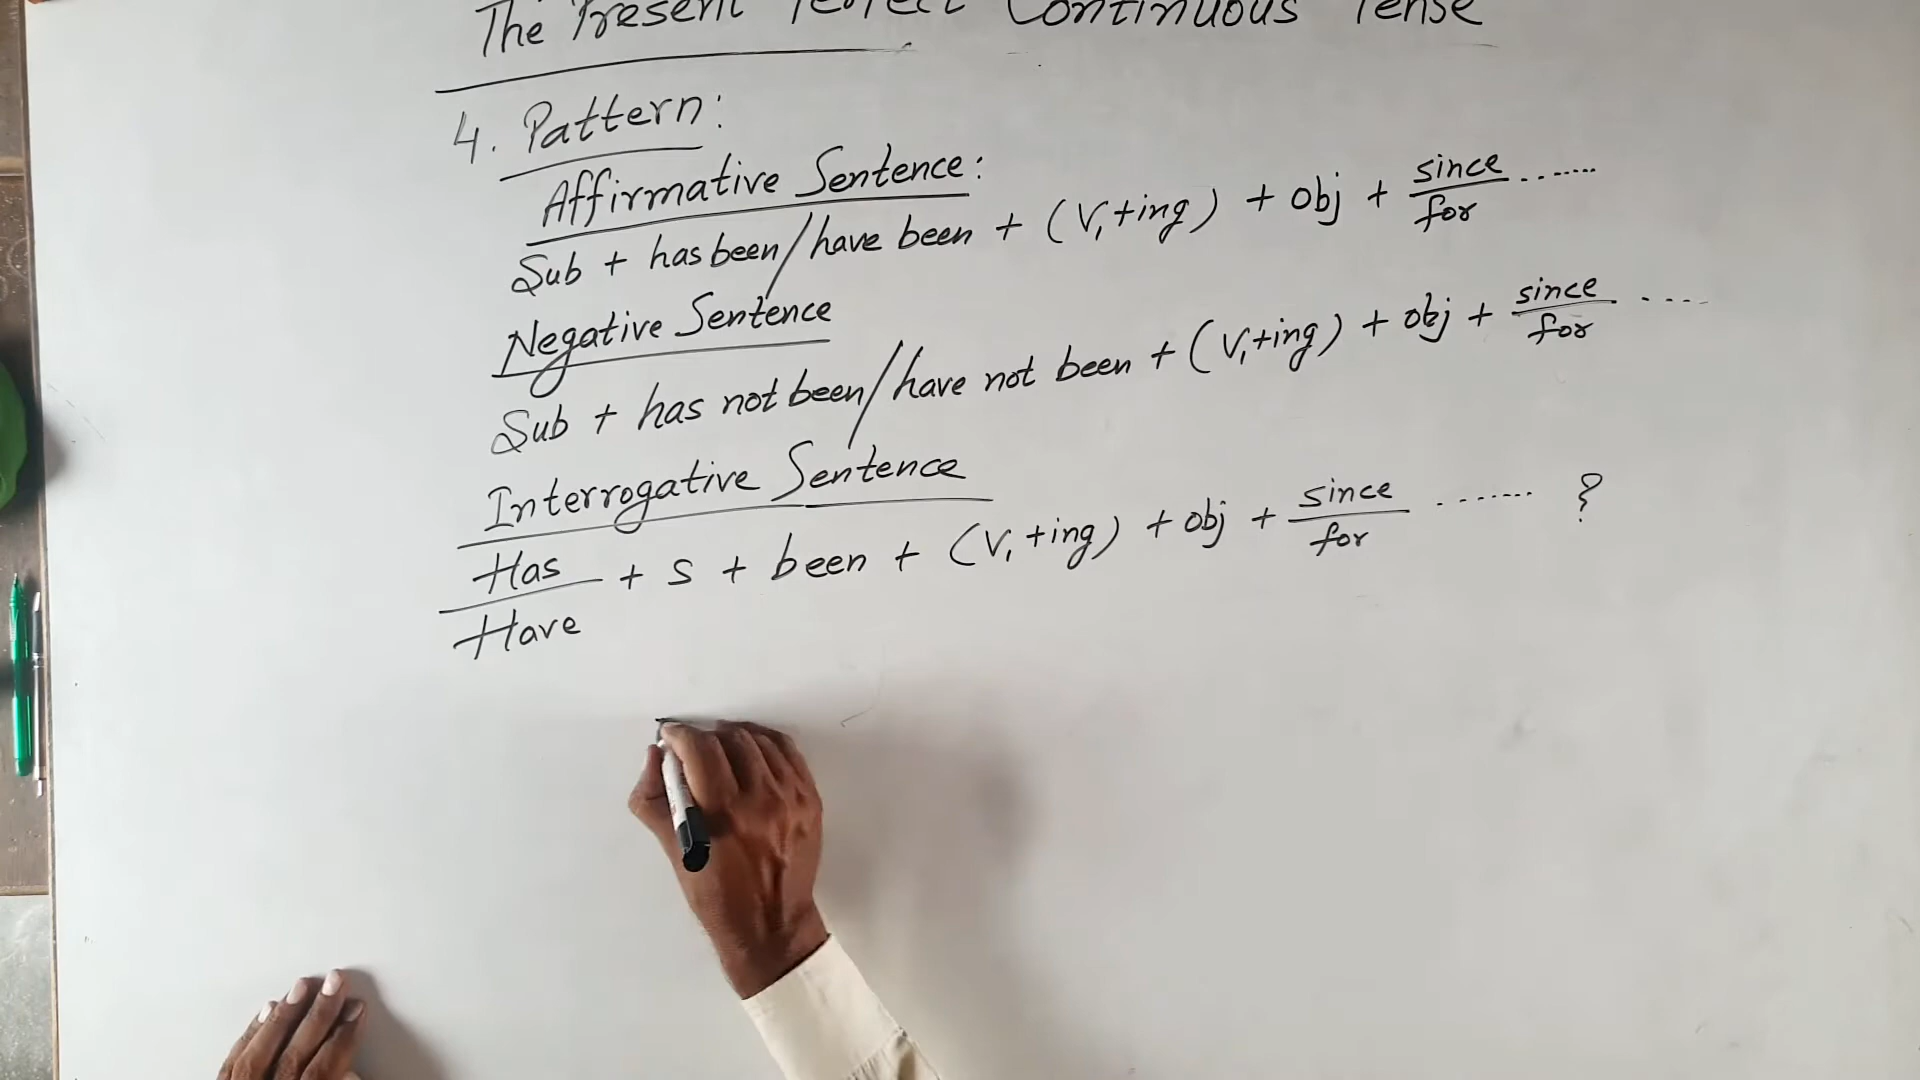 The Present Perfect Continuous Tense
4. Pattern:
Affirmative Sentence:
Sub + has been/have been + (V₁+ing) + obj + since/for .......
Negative Sentence
Sub + has not been/have not been + (V₁+ing) + obj + since/for ....
Interrogative Sentence
Has/Have + s + been + (V₁+ing) + obj + since/for ....... ?